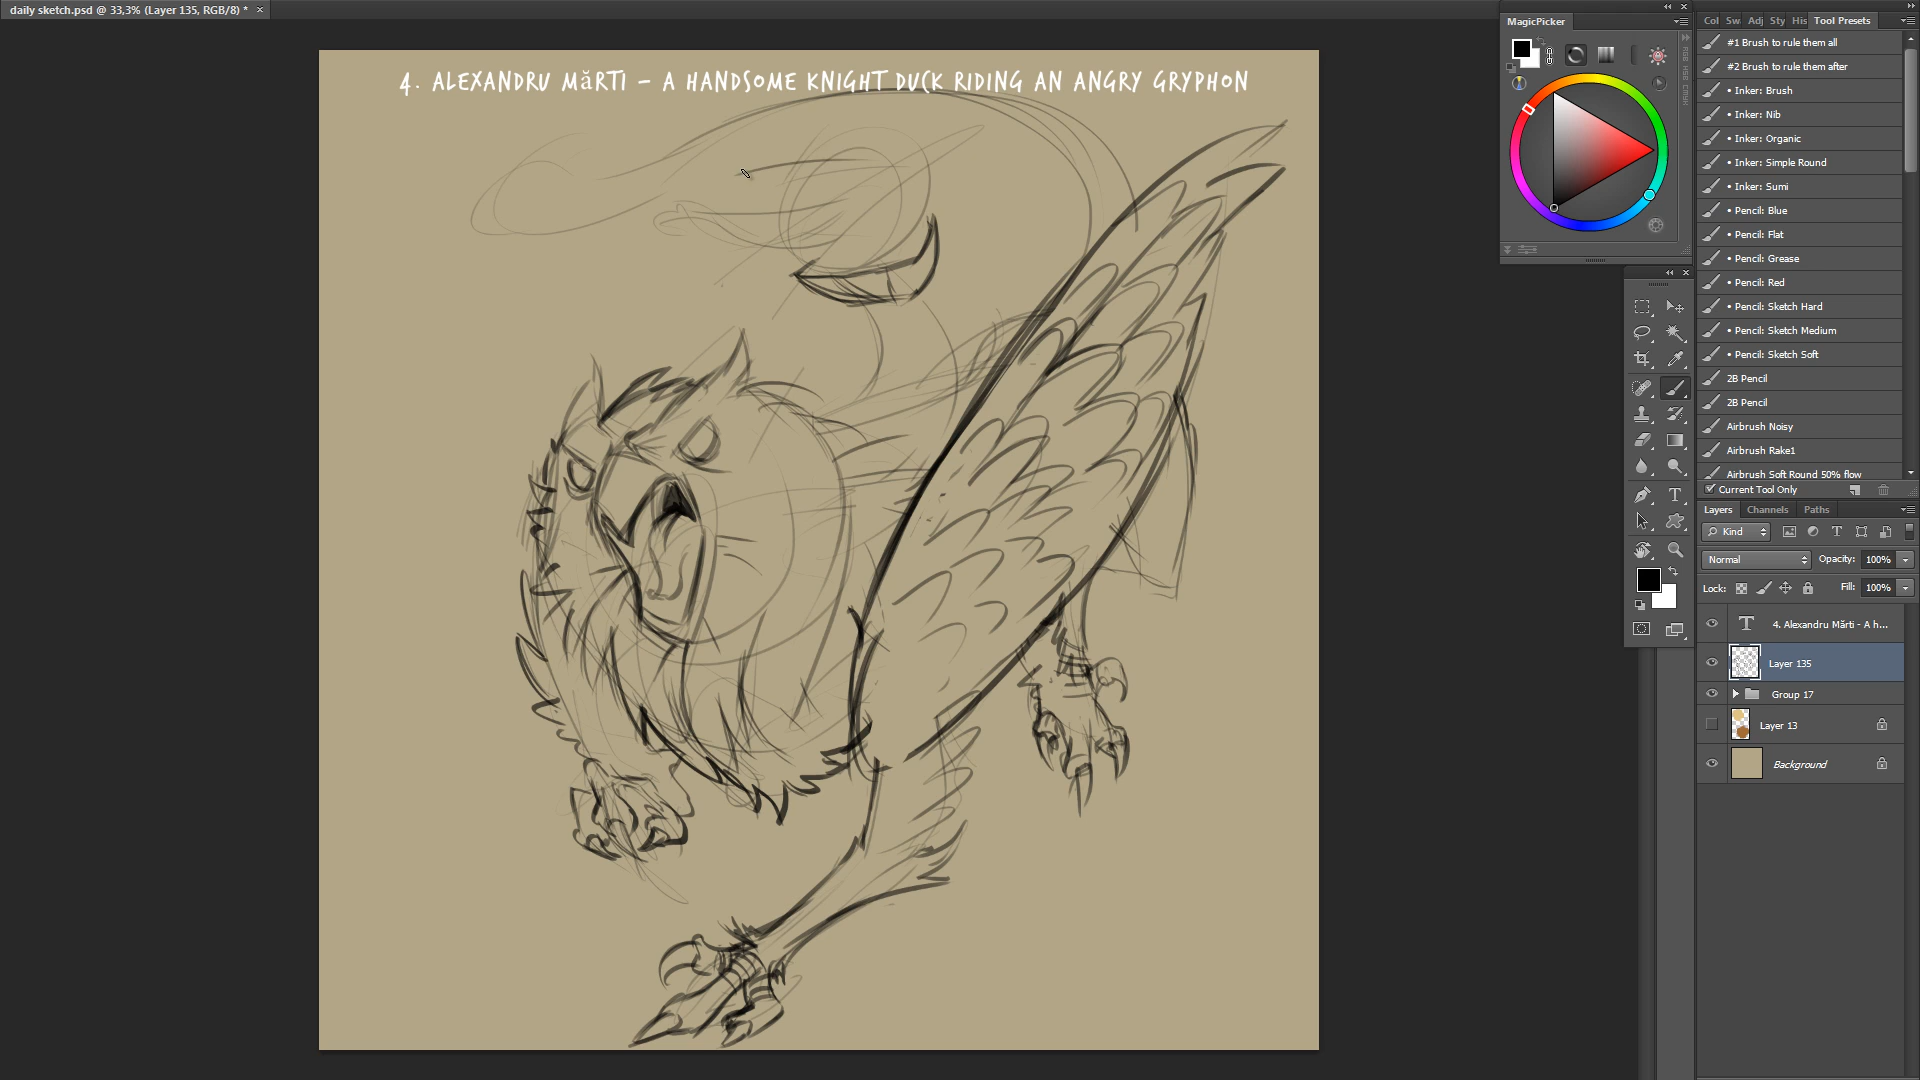 daily sketch.psd @ 33,3% (Layer 135, RGB/8) * ×
4. ALEXANDRU MĂRTI - A HANDSOME KNIGHT DUCK RIDING AN ANGRY GRYPHON
MagicPicker
RGB HSB CMYK
Col Sw Adj Sty His Tool Presets
#1 Brush to rule them all
#2 Brush to rule them after
• Inker: Brush
• Inker: Nib
• Inker: Organic
• Inker: Simple Round
• Inker: Sumi
• Pencil: Blue
• Pencil: Flat
• Pencil: Grease
• Pencil: Red
• Pencil: Sketch Hard
• Pencil: Sketch Medium
• Pencil: Sketch Soft
2B Pencil
2B Pencil
Airbrush Noisy
Airbrush Rake1
Airbrush Soft Round 50% flow
Current Tool Only
Layers Channels Paths
Kind
Normal Opacity: 100%
Lock: Fill: 100%
T 4. Alexandru Mărti - A h...
Layer 135
Group 17
Layer 13
Background